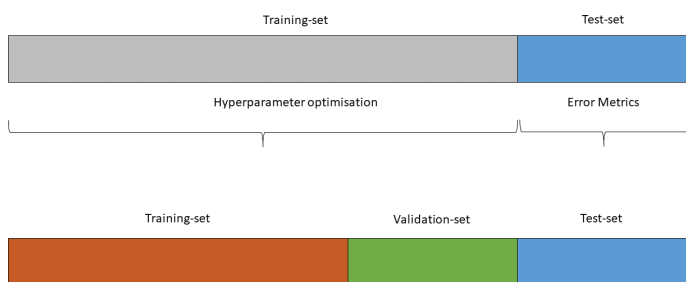 Training-set
Test-set
Hyperparameter optimisation
Error Metrics
Training-set
Validation-set
Test-set